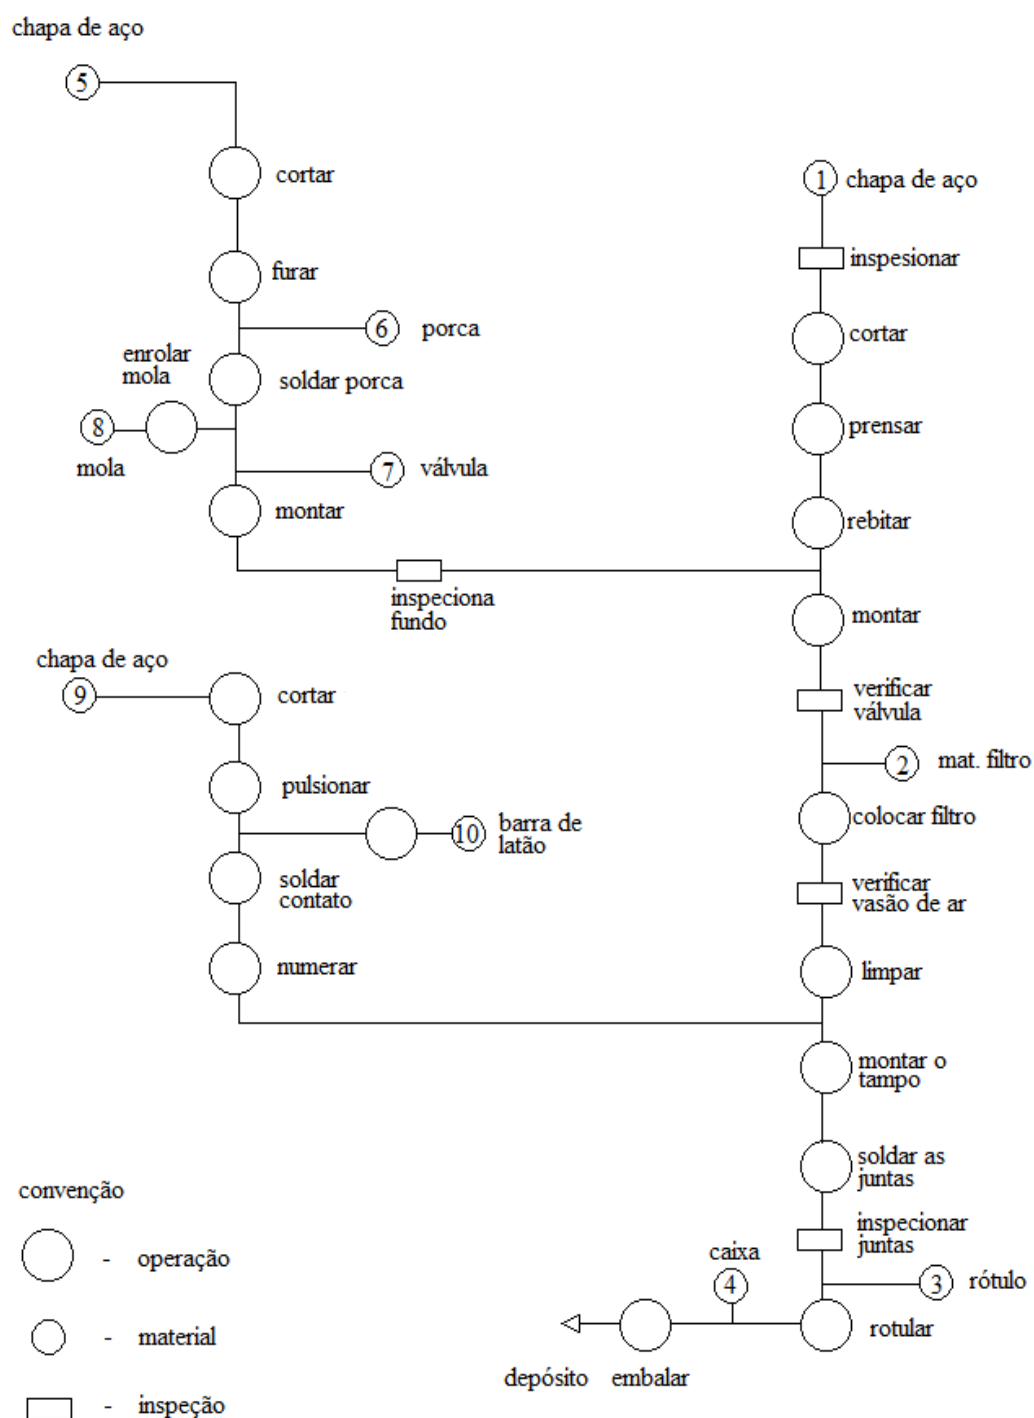 chapa de aço
5
cortar
1
chapa de aço
inspesionar
furar
6
porca
cortar
enrolar
mola
soldar porca
8
mola
7
válvula
prensar
montar
rebitar
inspeciona
fundo
montar
chapa de aço
9
cortar
verificar
válvula
2
mat. filtro
pulsionar
10
barra de
latão
colocar filtro
soldar
contato
verificar
vasão de ar
numerar
limpar
montar o
tampo
soldar as
juntas
convenção
inspecionar
juntas
caixa
4
3
rótulo
- operação
rotular
- material
depósito
embalar
- inspeção